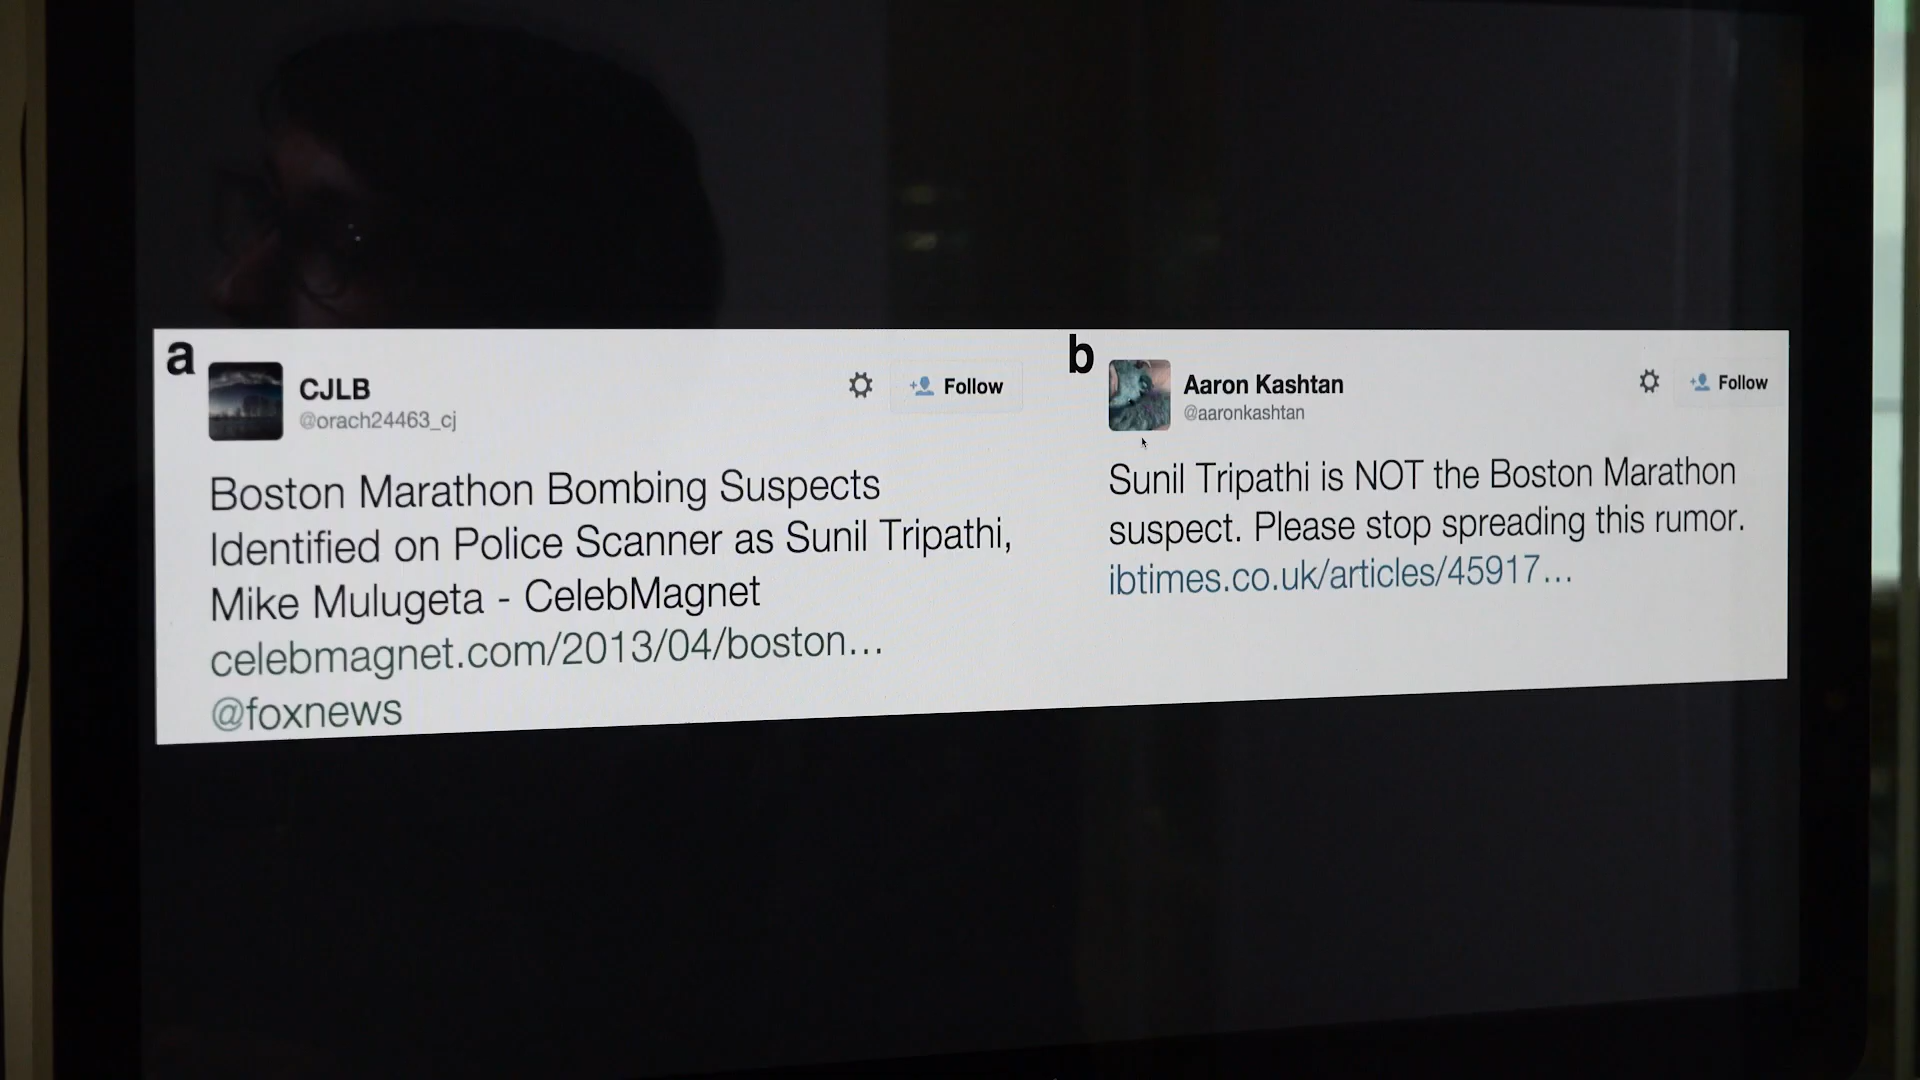 a
CJLB
@orach24463_cj
Follow
Boston Marathon Bombing Suspects
Identified on Police Scanner as Sunil Tripathi,
Mike Mulugeta - CelebMagnet
celebmagnet.com/2013/04/boston...
@foxnews
b
Aaron Kashtan
@aaronkashtan
Follow
Sunil Tripathi is NOT the Boston Marathon
suspect. Please stop spreading this rumor.
ibtimes.co.uk/articles/45917...